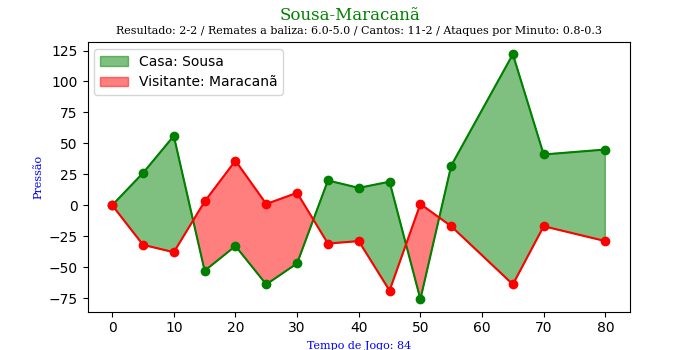 Sousa-Maracanã
Resultado: 2-2 / Remates a baliza: 6.0-5.0 / Cantos: 11-2 / Ataques por Minuto: 0.8-0.3
Casa: Sousa
Visitante: Maracanã
Pressão
125
100
75
50
25
0
−25
−50
−75
0 10 20 30 40 50 60 70 80
Tempo de Jogo: 84